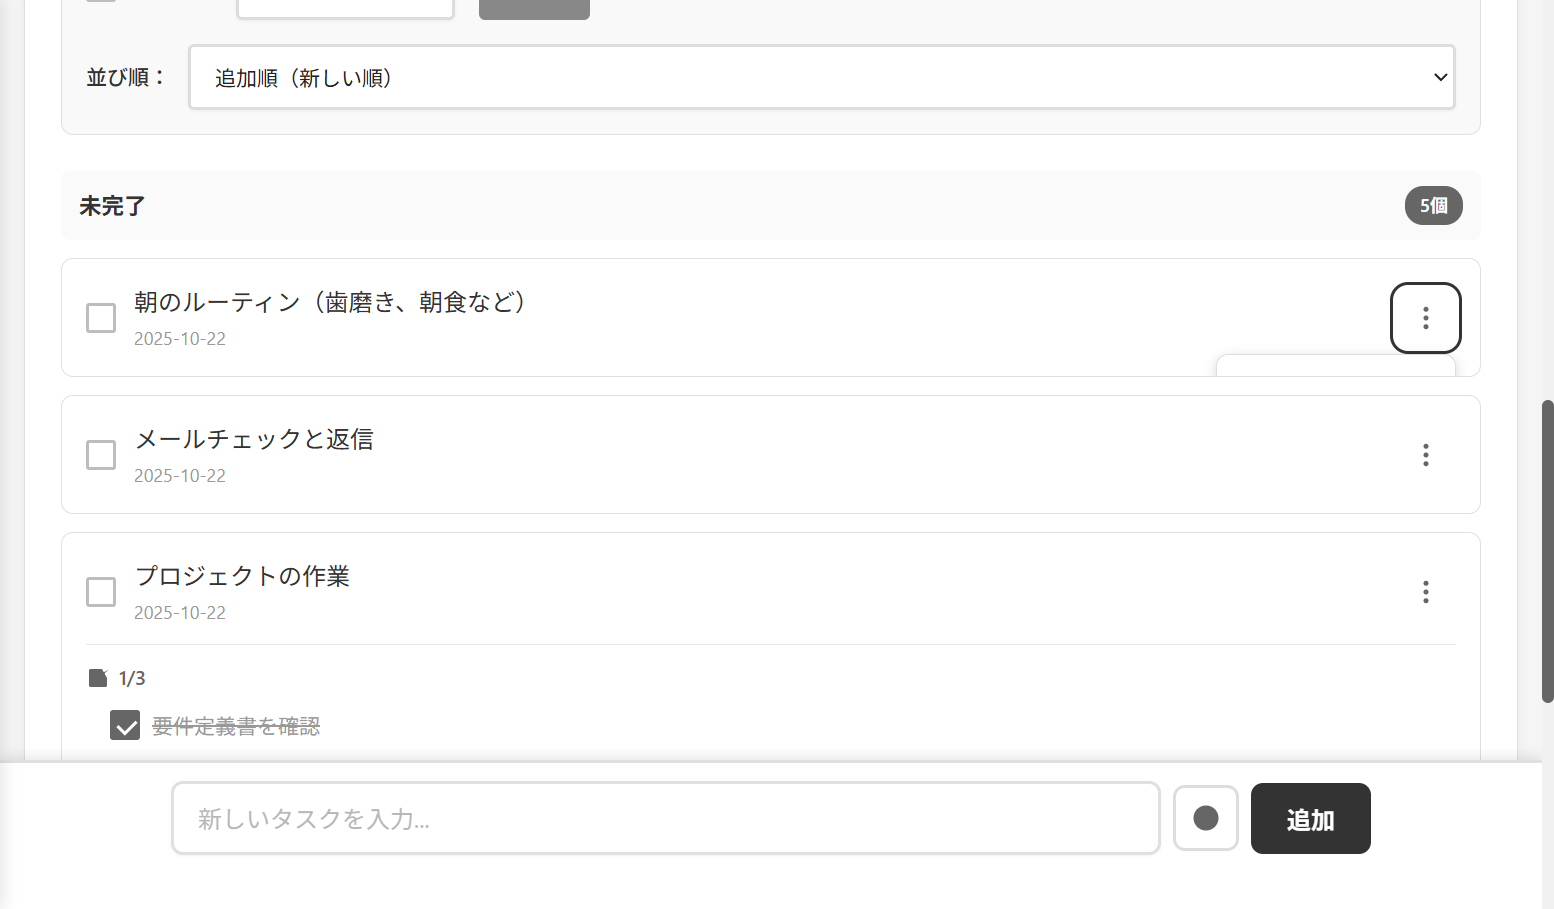 並び順：
追加順（新しい順）
未完了
5個
朝のルーティン（歯磨き、朝食など）
2025-10-22
メールチェックと返信
2025-10-22
プロジェクトの作業
2025-10-22
1/3
要件定義書を確認
新しいタスクを入力...
追加